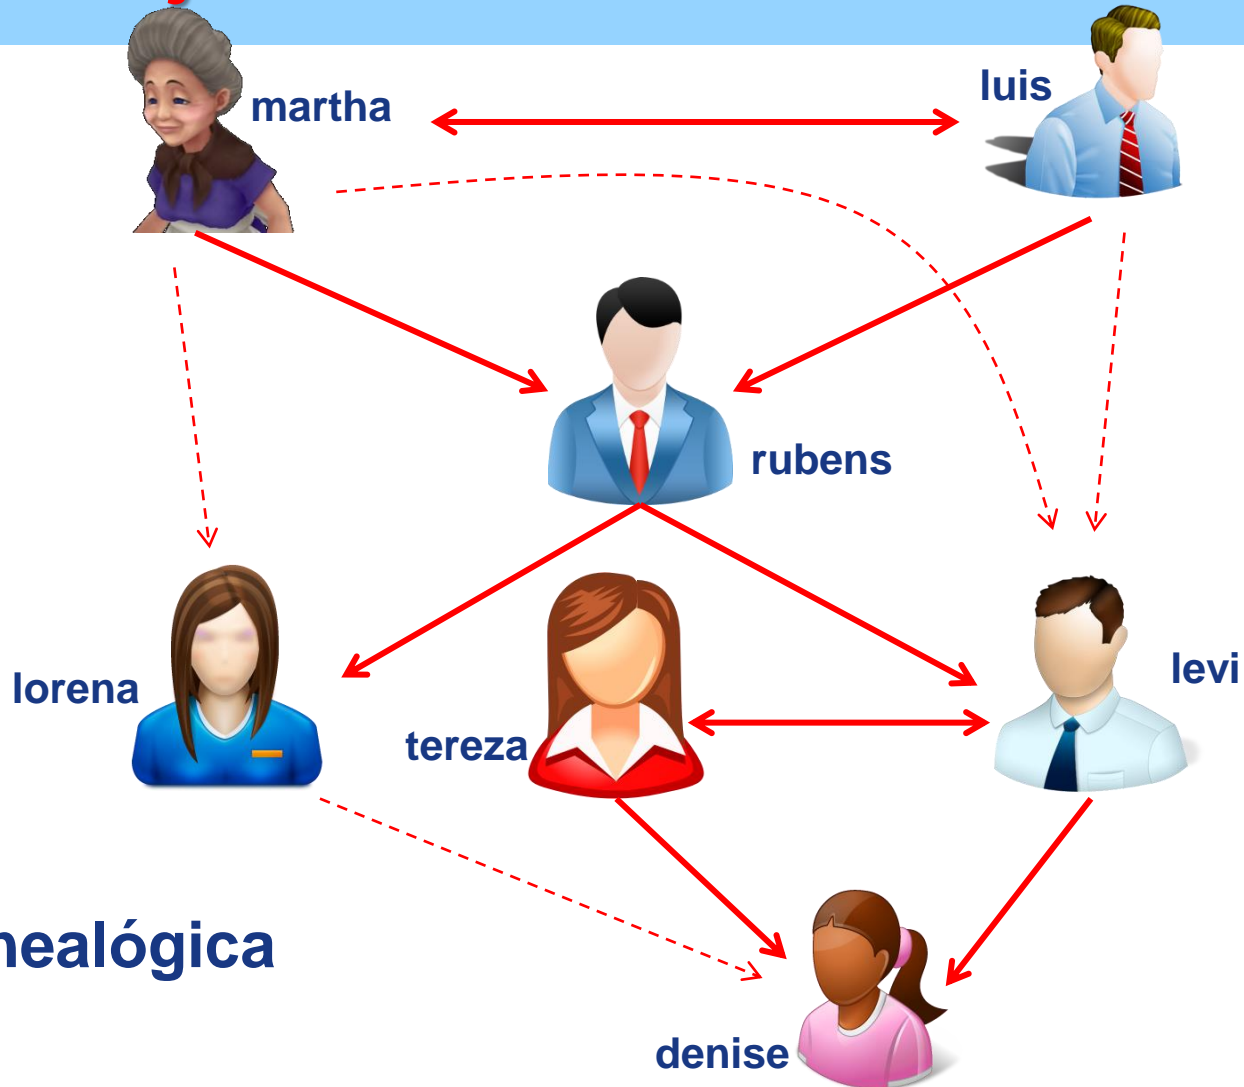 martha
luis
rubens
lorena
tereza
levi
nealógica
denise